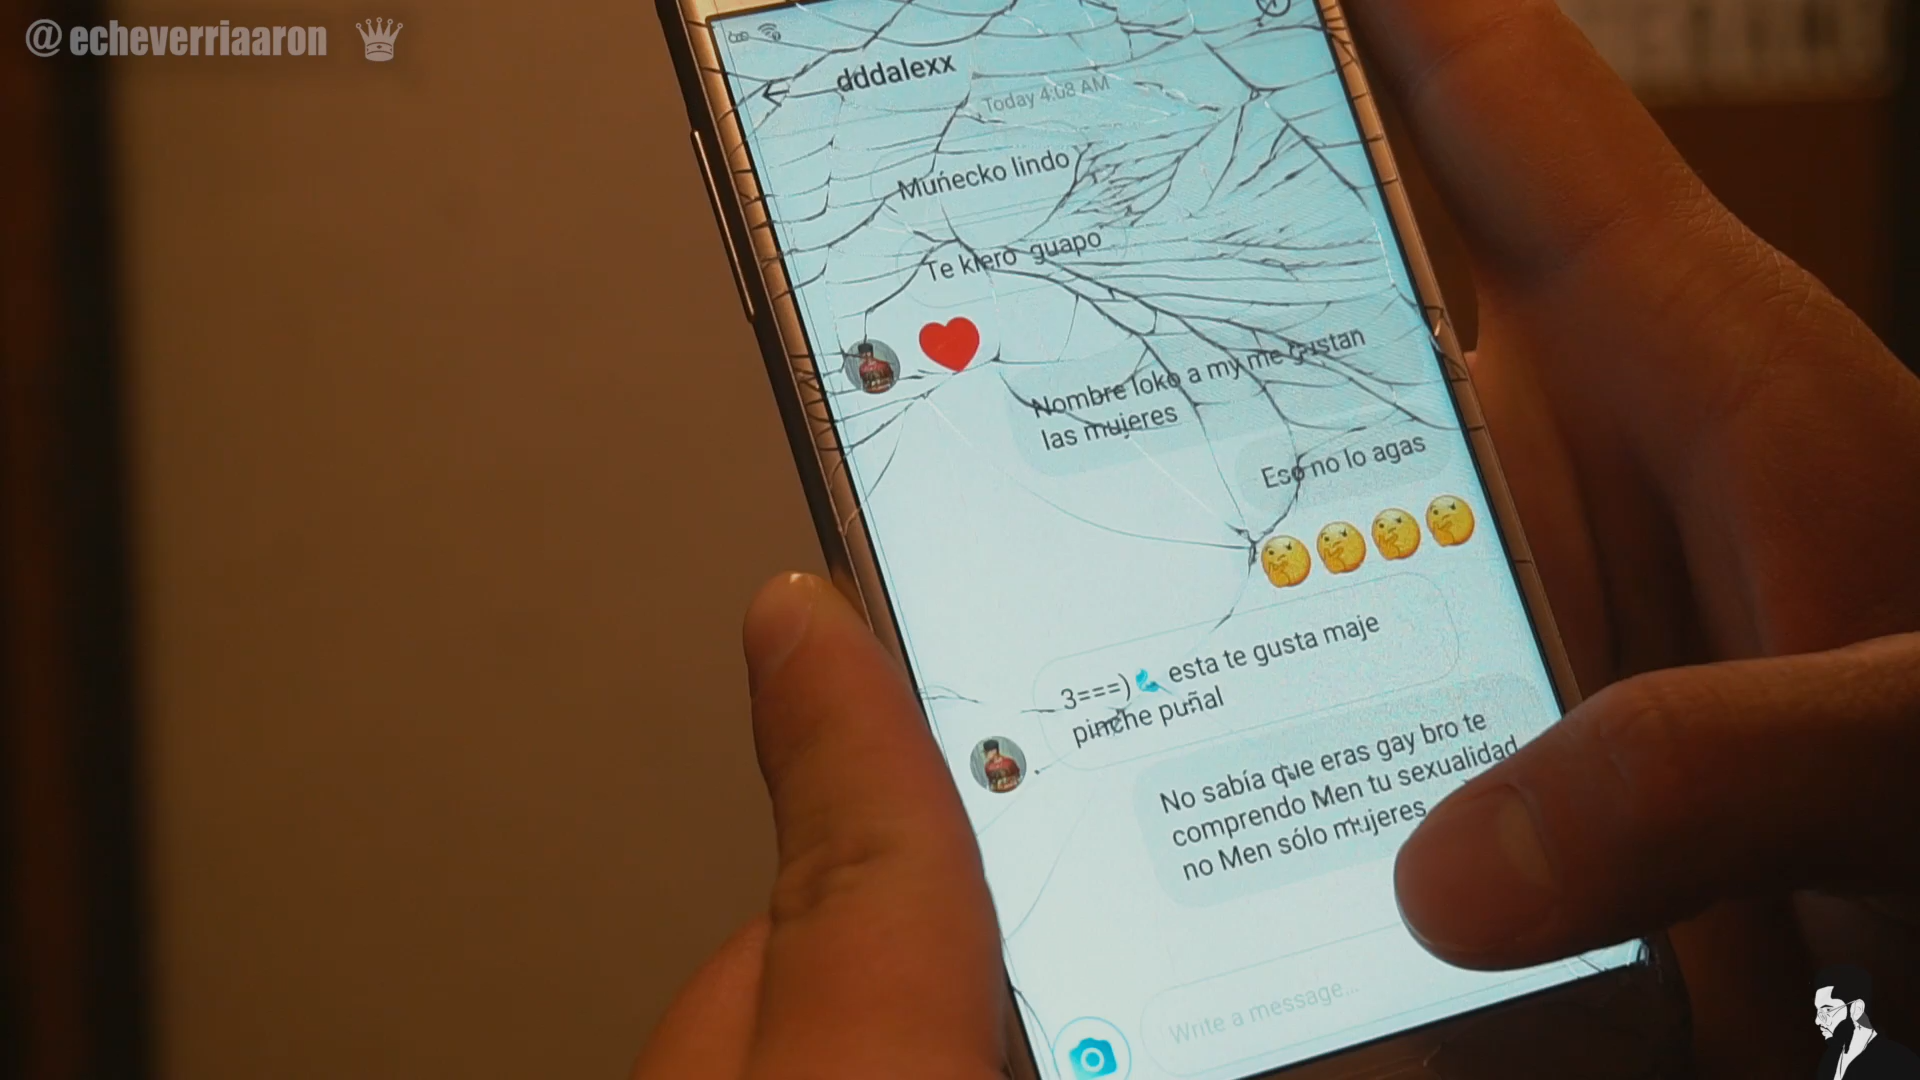 @echeverriaaron
dddalexx
Today 4:08 AM
Muñecko lindo
Te kiero guapo
Nombre loko a my me gustan
las mujeres
Eso no lo agas
3===) esta te gusta maje
pinche puñal
No sabía que eras gay bro te
comprendo Men tu sexualidad
no Men sólo mujeres
Write a message...